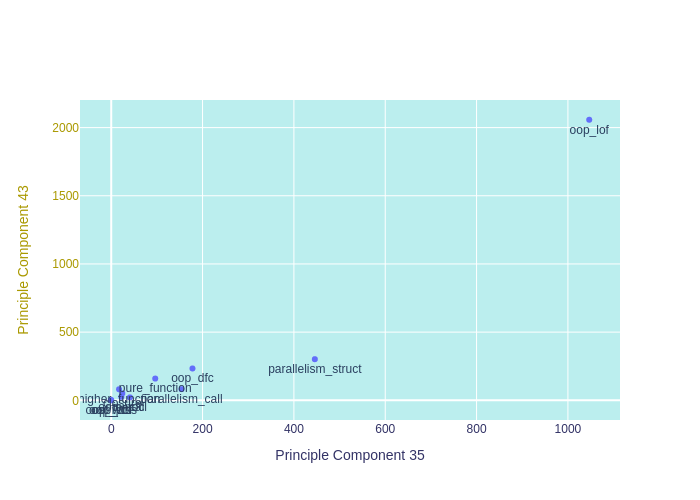 2000
1500
1000
500
0
Principle Component 43
oop_lof
parallelism_struct
oop_dfc
pure_function
parallelism_call
0
200
400
600
800
1000
Principle Component 35